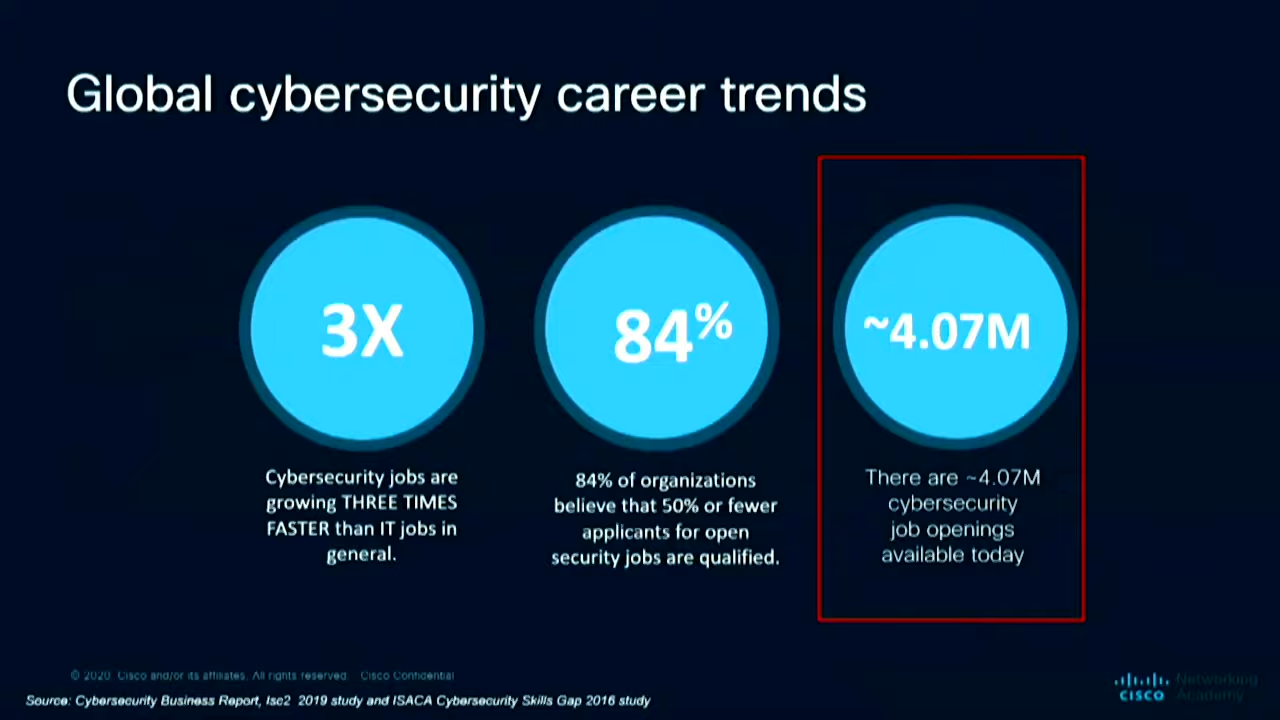 Global cybersecurity career trends
3X
84%
~4.07M
Cybersecurity jobs are
growing THREE TIMES
FASTER than IT jobs in
general.
84% of organizations
believe that 50% or fewer
applicants for open
security jobs are qualified.
There are ~4.07M
cybersecurity
job openings
available today
© 2020 Cisco and/or its affiliates. All rights reserved. Cisco Confidential
Source: Cybersecurity Business Report, Isc2 2019 study and ISACA Cybersecurity Skills Gap 2016 study
CISCO
Networking
Academy